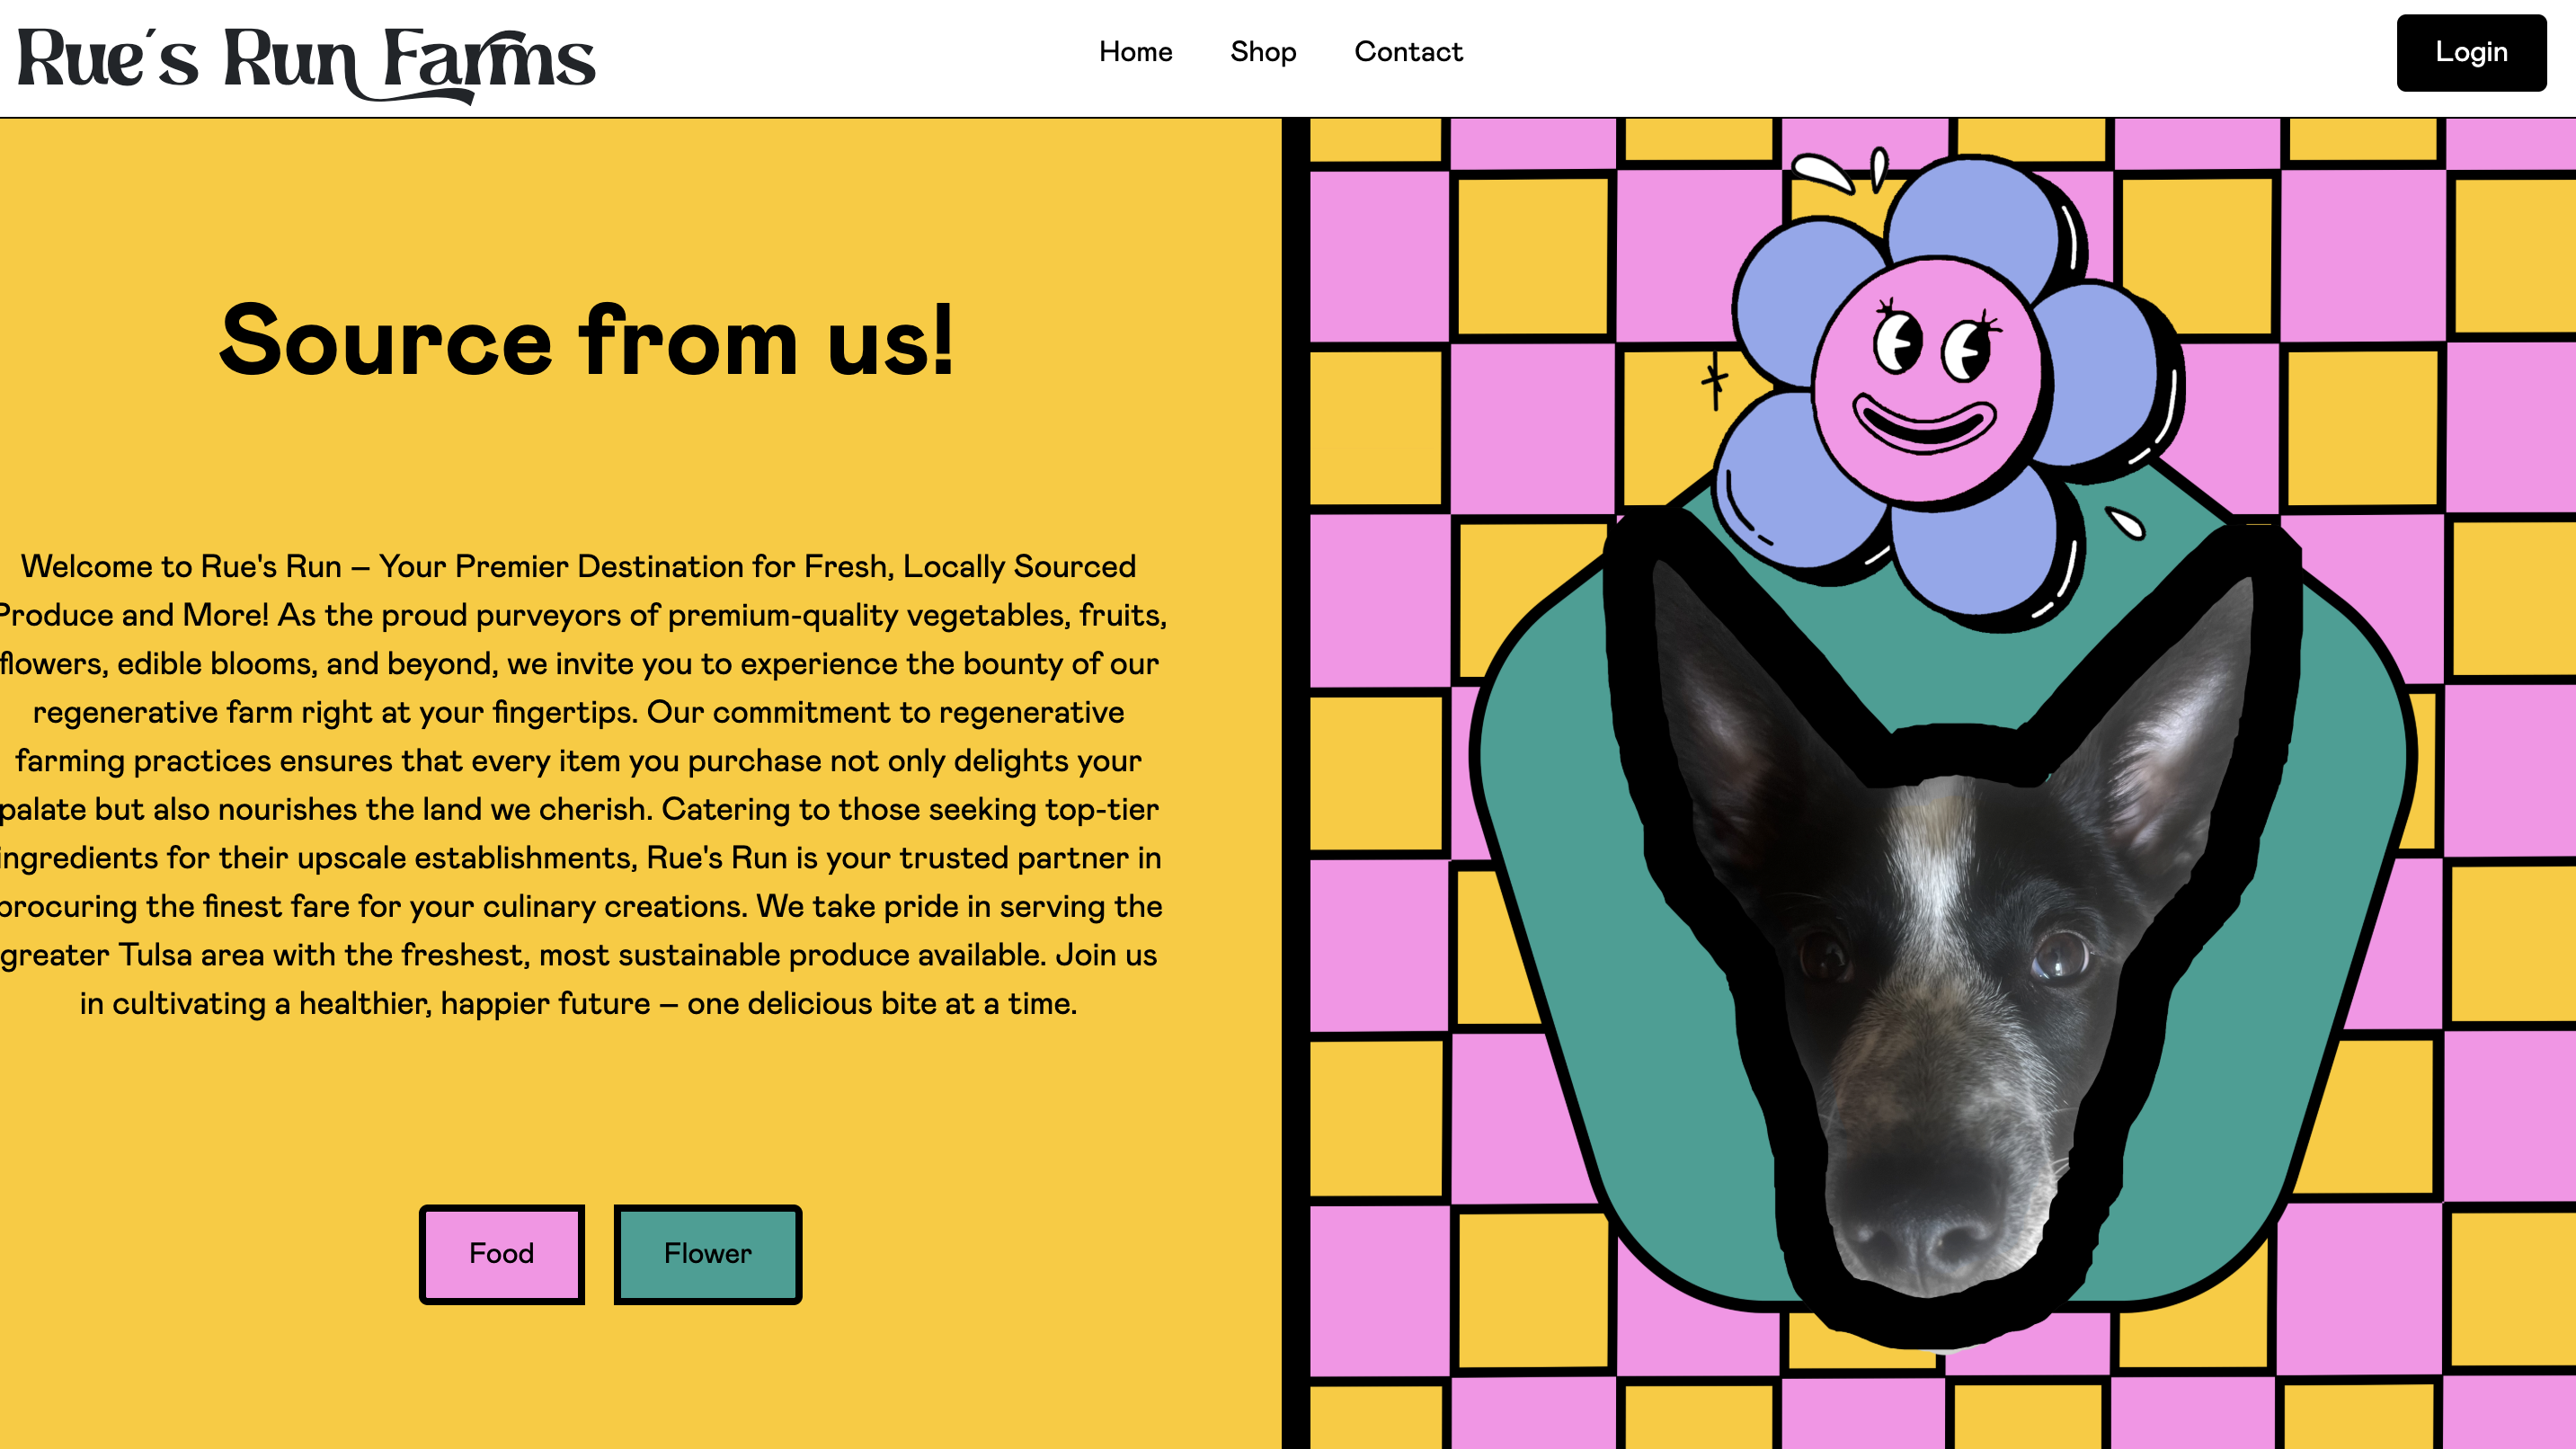 Rue's Run Farms
Home Shop Contact
Login
Source from us!
Welcome to Rue's Run – Your Premier Destination for Fresh, Locally Sourced
Produce and More! As the proud purveyors of premium-quality vegetables, fruits,
flowers, edible blooms, and beyond, we invite you to experience the bounty of our
regenerative farm right at your fingertips. Our commitment to regenerative
farming practices ensures that every item you purchase not only delights your
palate but also nourishes the land we cherish. Catering to those seeking top-tier
ingredients for their upscale establishments, Rue's Run is your trusted partner in
procuring the finest fare for your culinary creations. We take pride in serving the
greater Tulsa area with the freshest, most sustainable produce available. Join us
in cultivating a healthier, happier future – one delicious bite at a time.
Food Flower